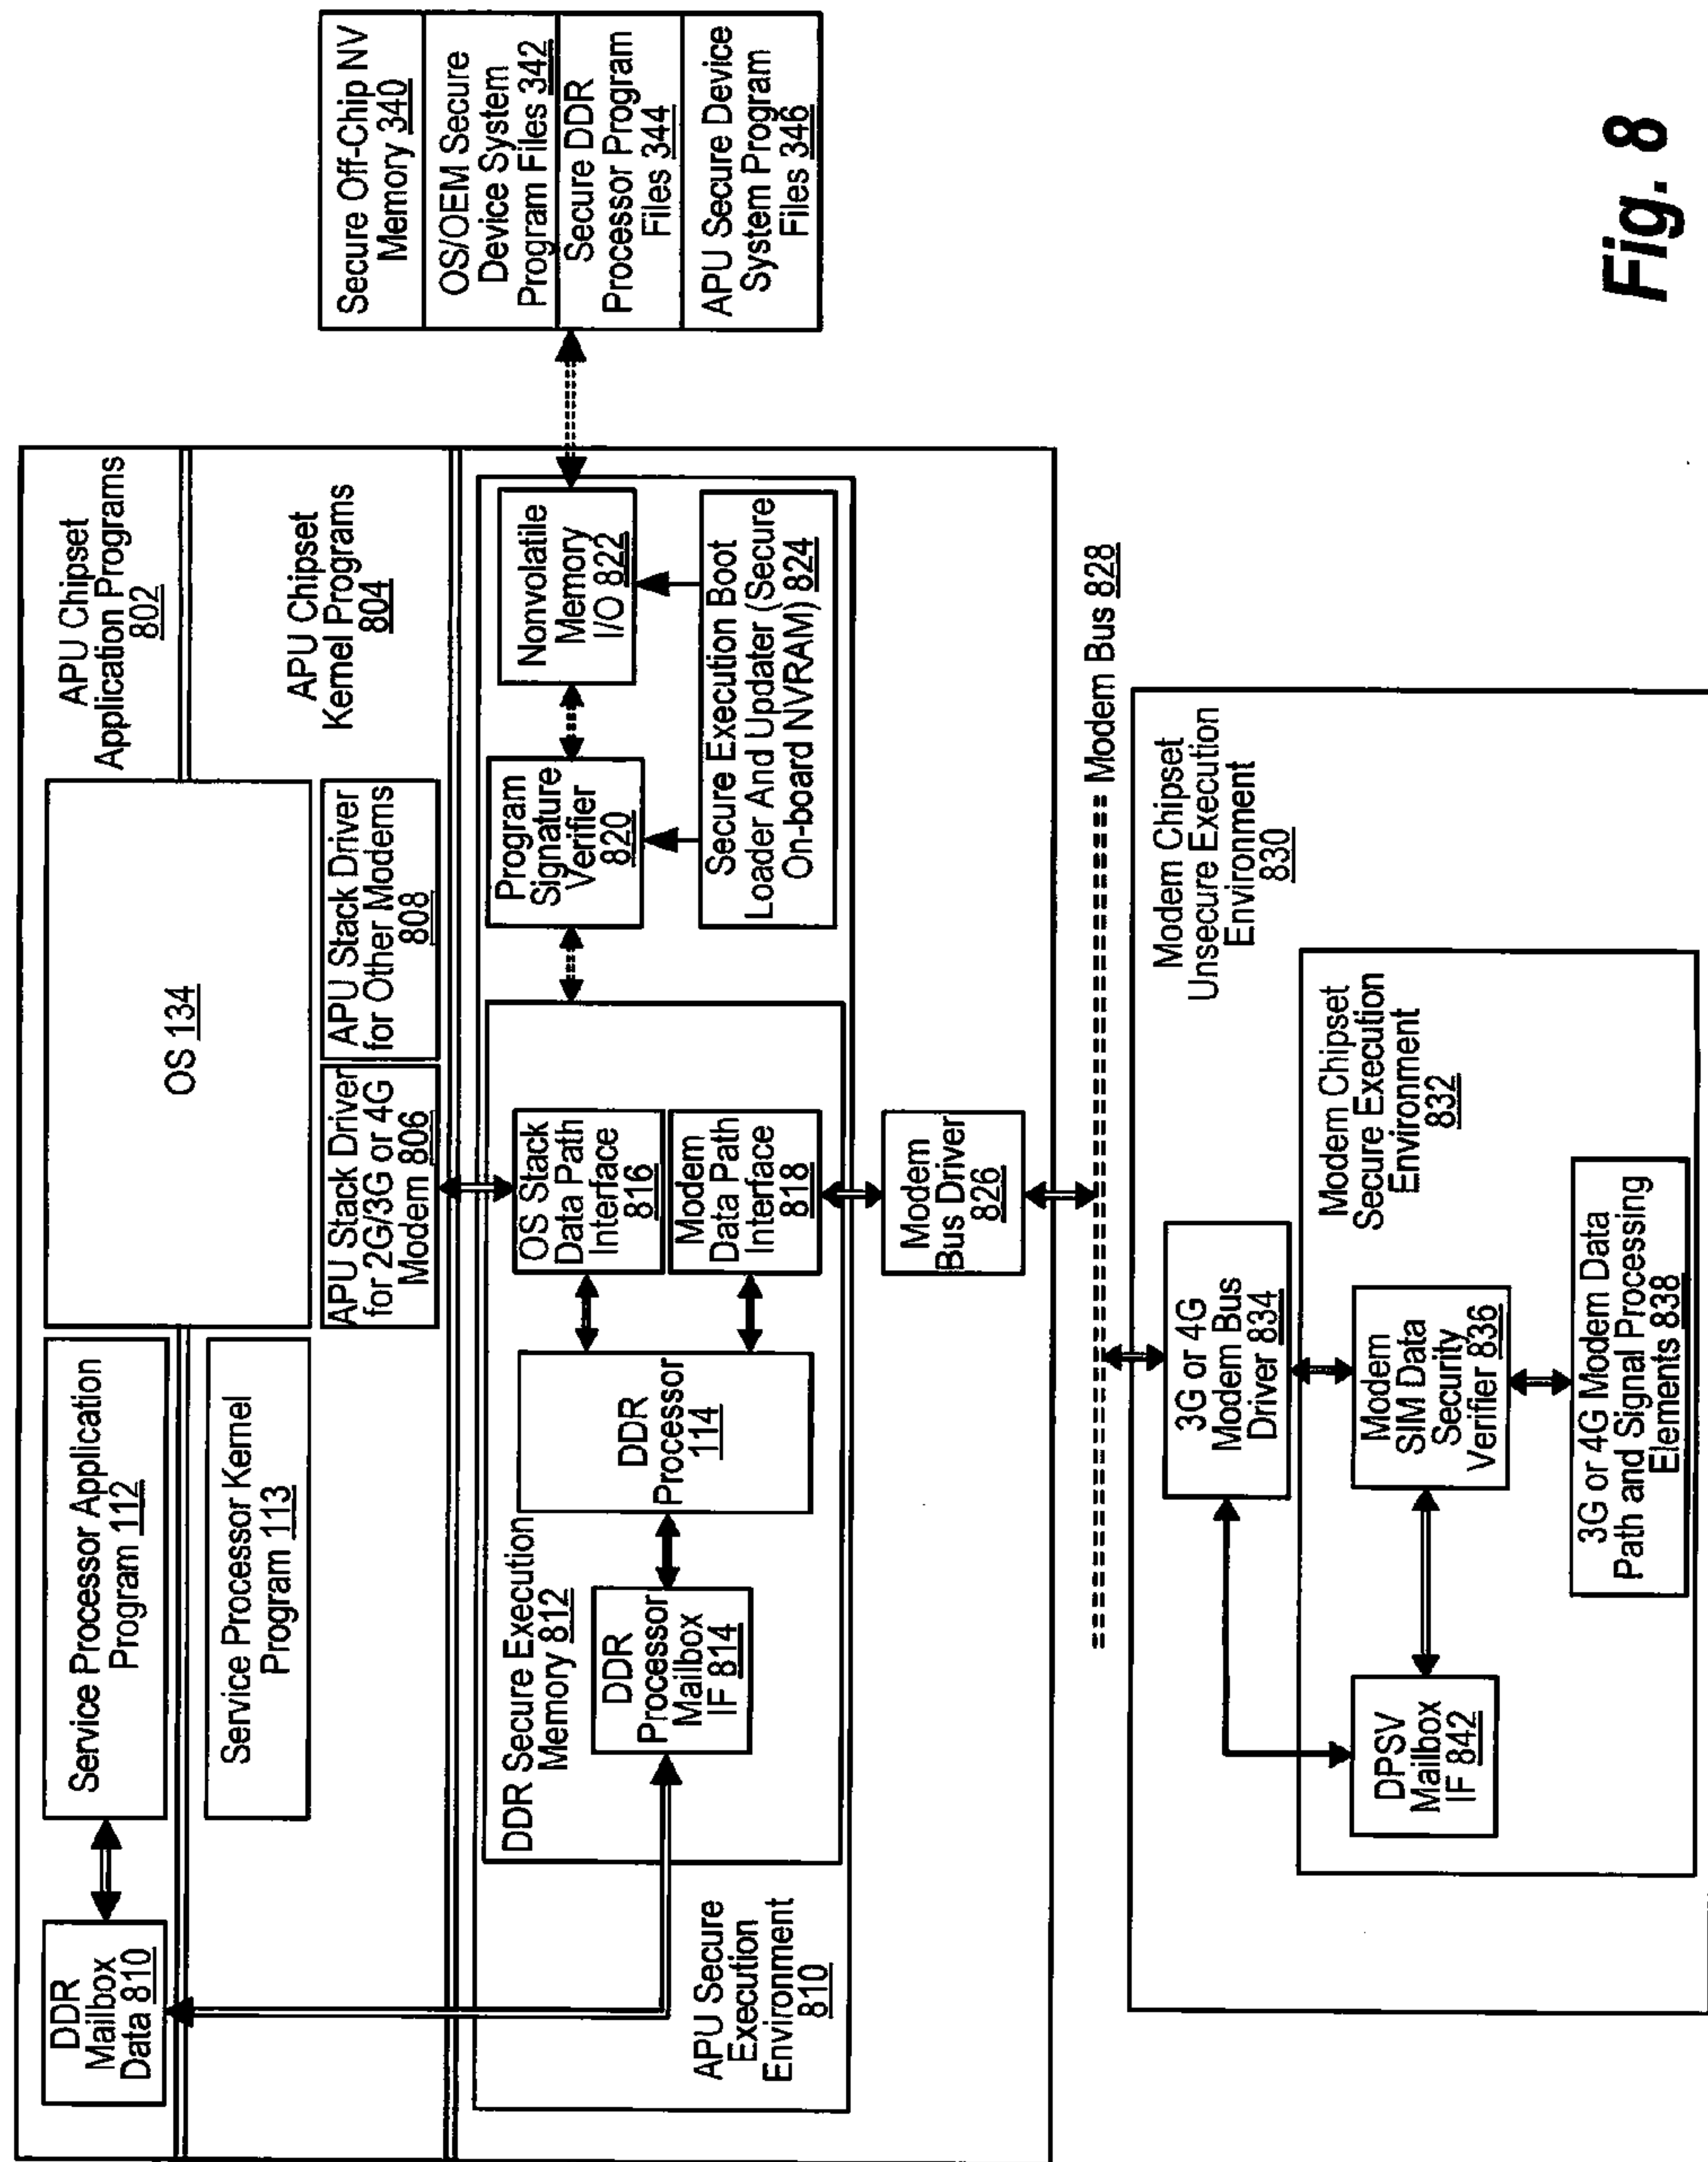 DDR
Mailbox
Data 810
Service Processor Application
Program 112
Service Processor Kernel
Program 113
OS 134
APU Stack Driver
for 2G/3G or 4G
Modem 806
APU Stack Driver
for Other Modems
808
APU Chipset
Application Programs
802
APU Chipset
Kernel Programs
804
APU Secure
Execution
Environment
810
DDR Secure Execution
Memory 812
DDR
Processor
Mailbox
IF 814
DDR
Processor
114
OS Stack
Data Path
Interface
816
Modem
Data Path
Interface
818
Program
Signature
Verifier
820
Nonvolatile
Memory
I/O 822
Secure Execution Boot
Loader And Updater (Secure
On-board NVRAM) 824
Secure Off-Chip NV
Memory 340
OS/OEM Secure
Device System
Program Files 342
Secure DDR
Processor Program
Files 344
APU Secure Device
System Program
Files 346
Modem
Bus Driver
826
Modem Bus 828
Modem Chipset
Unsecure Execution
Environment
830
3G or 4G
Modem Bus
Driver 834
Modem Chipset
Secure Execution
Environment
832
DPSV
Mailbox
IF 842
Modem
SIM Data
Security
Verifier 836
3G or 4G Modem Data
Path and Signal Processing
Elements 838
Fig. 8